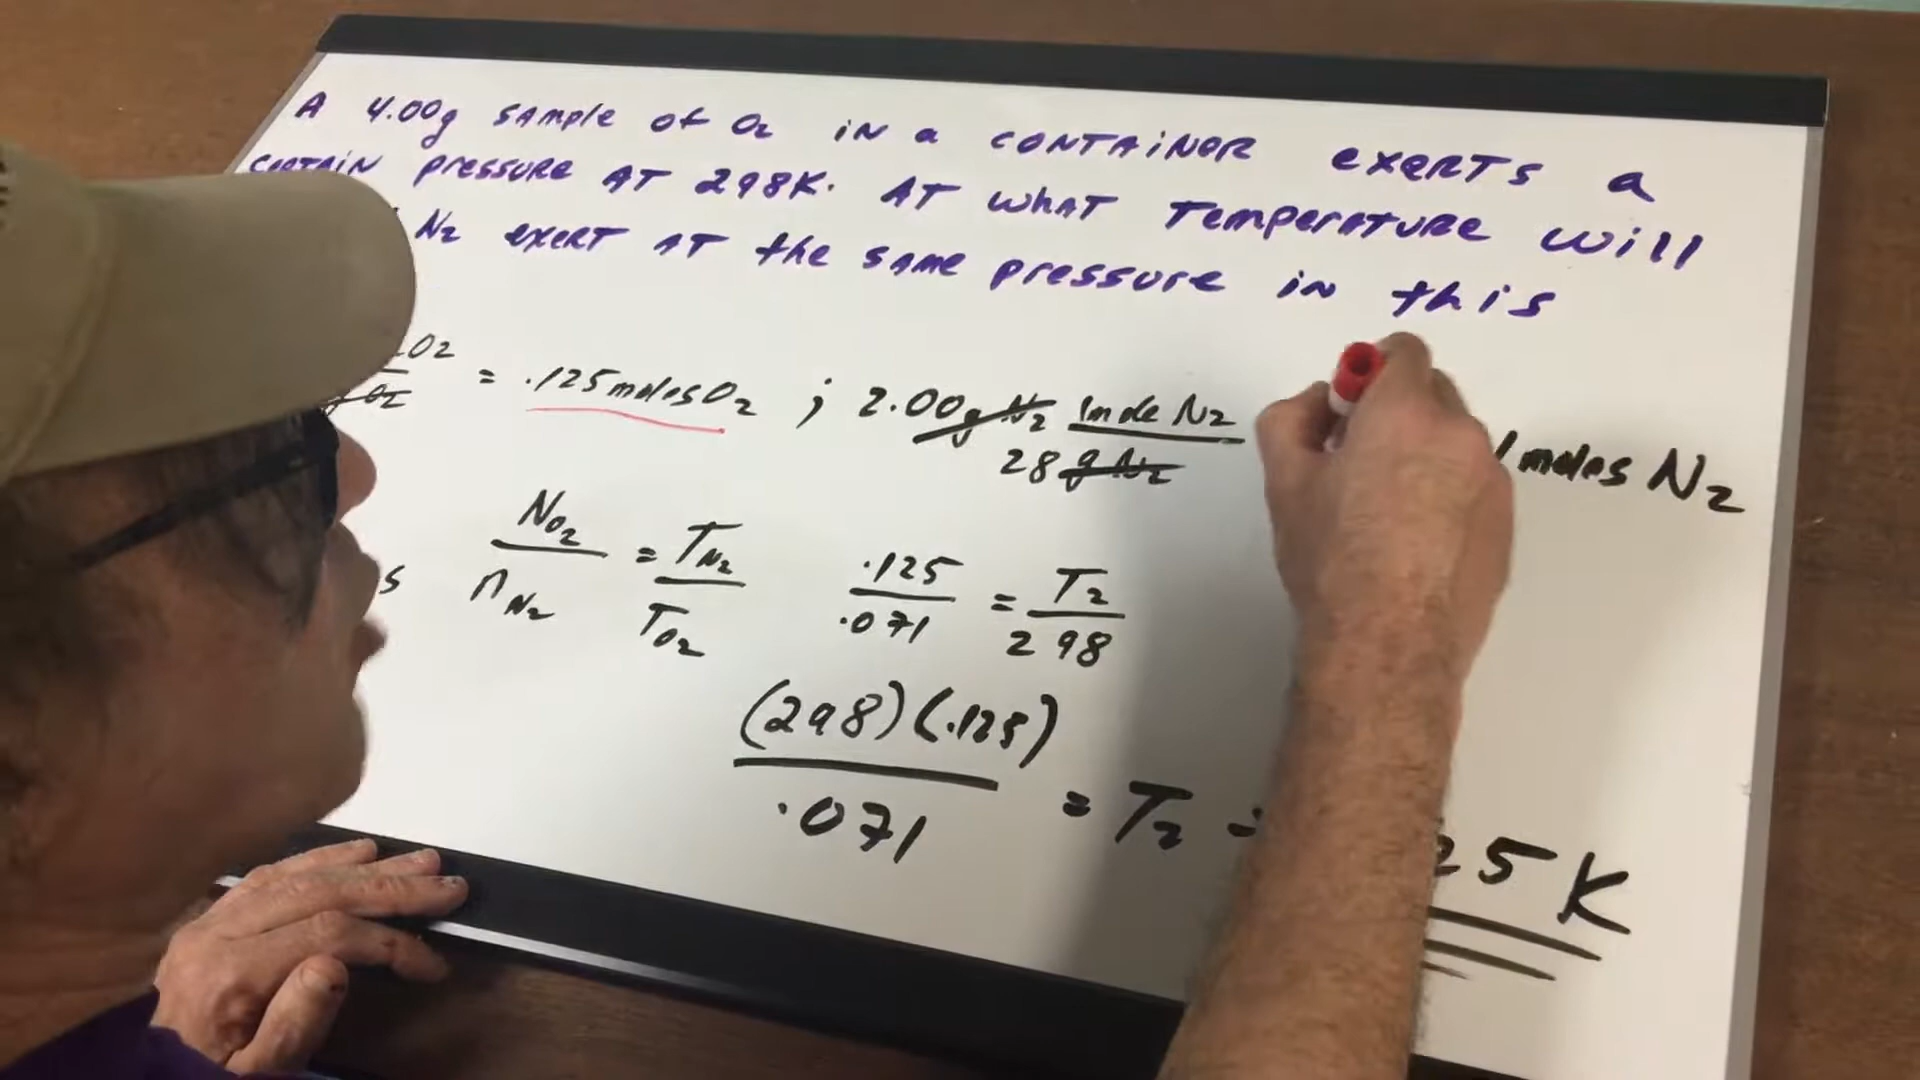 A 4.00g sample of O2 in a container exerts a
certain pressure at 298K. At what temperature will
N2 exert at the same pressure in this
O2 = .125 moles O2 ; 2.00g N2 1mole N2 moles N2
28 g N2
NO2 = TN2 .125 = T2
nN2 TO2 .071 298
(298)(.125) = T2 = 25 K
.071